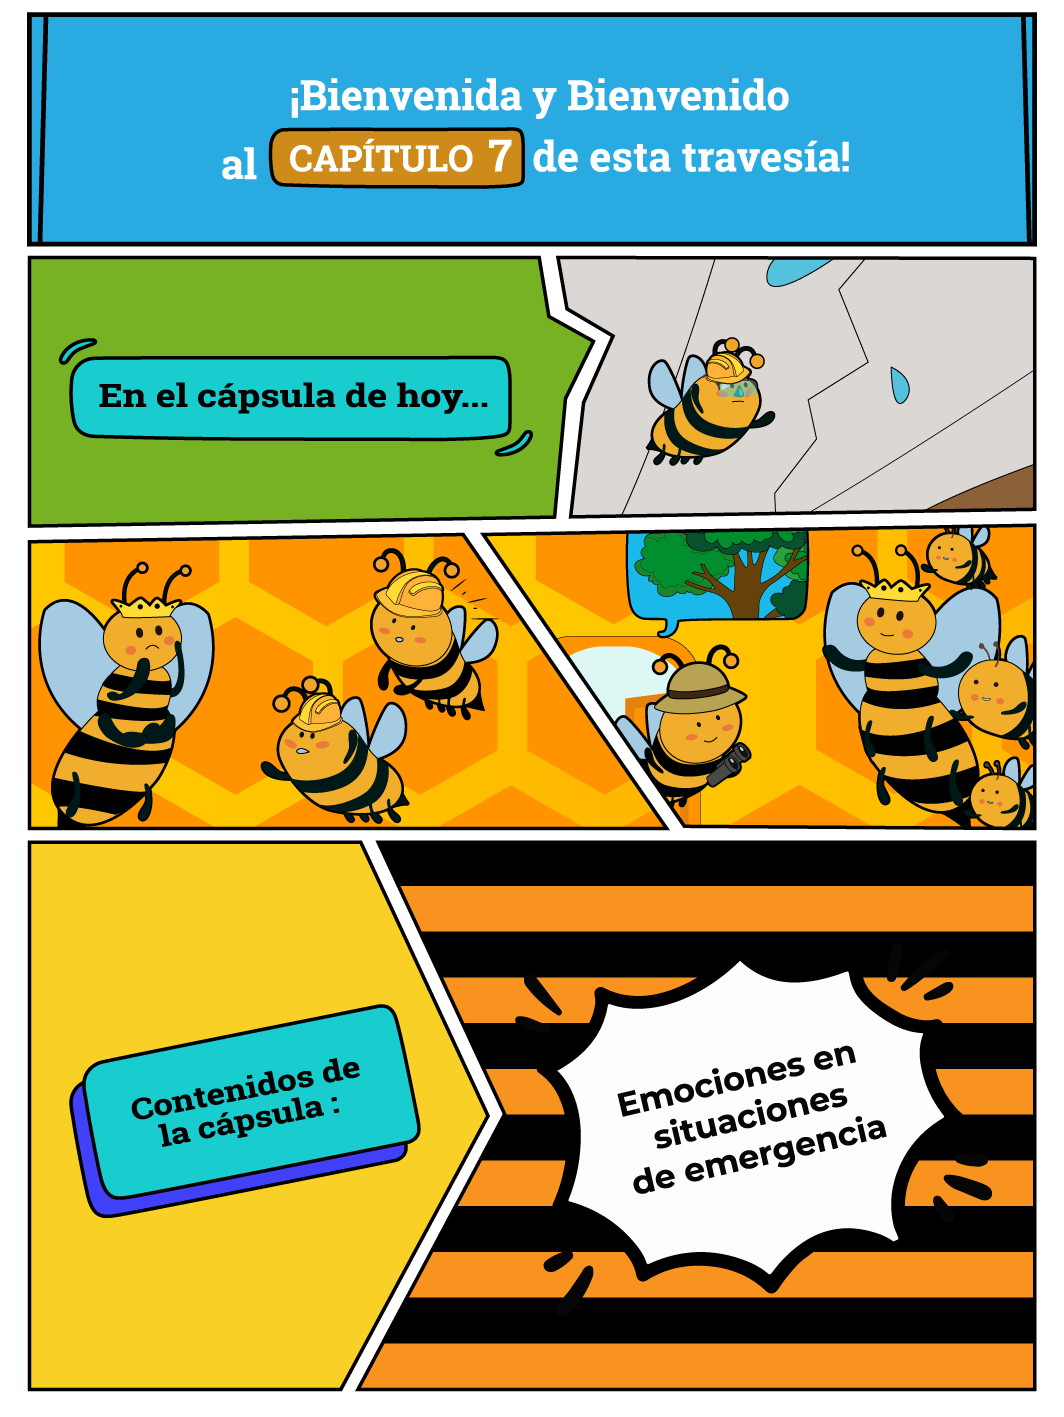 ¡Bienvenida y Bienvenido
al CAPÍTULO 7 de esta travesía!
En el cápsula de hoy...
Contenidos de
la cápsula :
Emociones en
situaciones
de emergencia